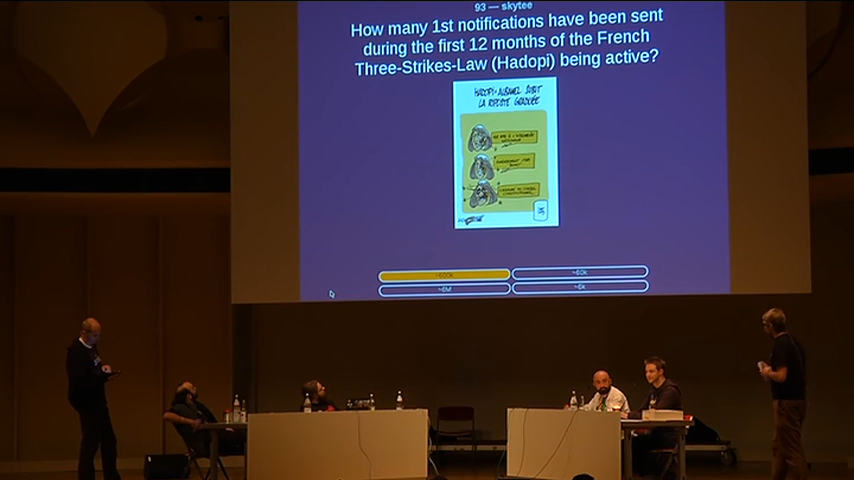 93 — skytee
How many 1st notifications have been sent
during the first 12 months of the French
Three-Strikes-Law (Hadopi) being active?
HADOPI: ALBANEL SUBIT
LA RIPOSTE GRADUÉE
~600k
~60k
~6M
~6k